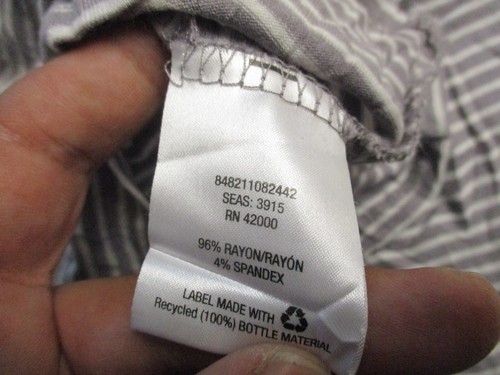 848211082442
SEAS: 3915
RN 42000
96% RAYON/RAYÓN
4% SPANDEX
LABEL MADE WITH
Recycled (100%) BOTTLE MATERIAL